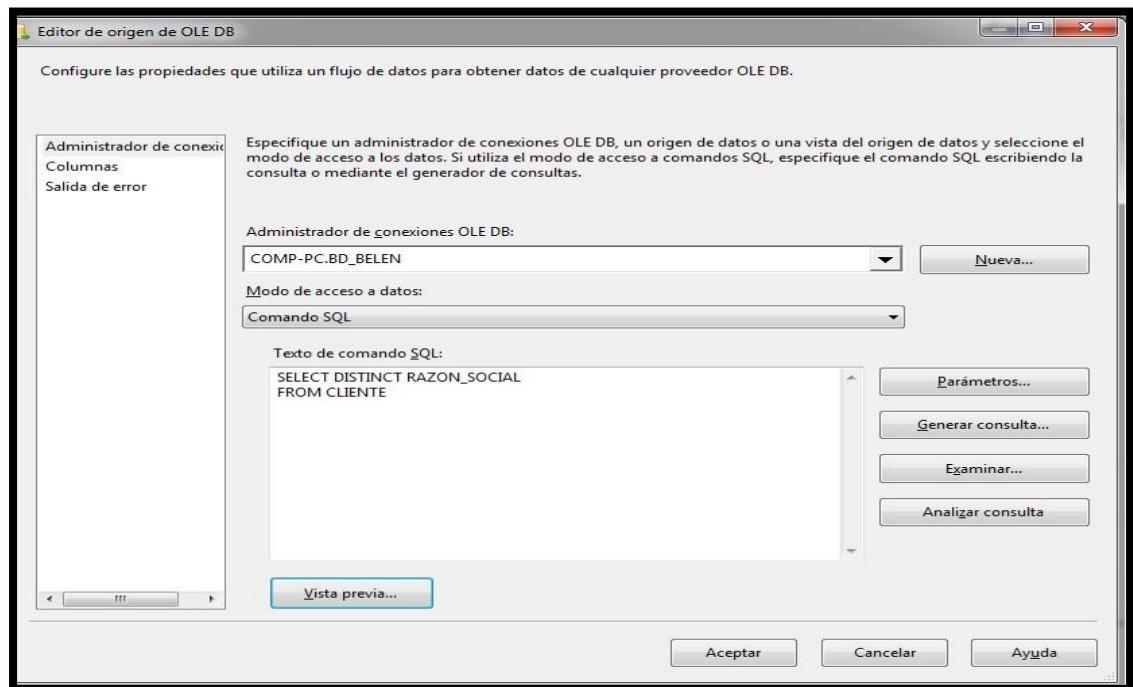 Editor de origen de OLE DB
Configure las propiedades que utiliza un flujo de datos para obtener datos de cualquier proveedor OLE DB.
Administrador de conexic
Columnas
Salida de error
Especifique un administrador de conexiones OLE DB, un origen de datos o una vista del origen de datos y seleccione el
modo de acceso a los datos. Si utiliza el modo de acceso a comandos SQL, especifique el comando SQL escribiendo la
consulta o mediante el generador de consultas.
Administrador de conexiones OLE DB:
COMP-PC.BD_BELEN
Nueva...
Modo de acceso a datos:
Comando SQL
Texto de comando SQL:
SELECT DISTINCT RAZON_SOCIAL
FROM CLIENTE
Parámetros...
Generar consulta...
Examinar...
Analizar consulta
Vista previa...
Aceptar
Cancelar
Ayuda